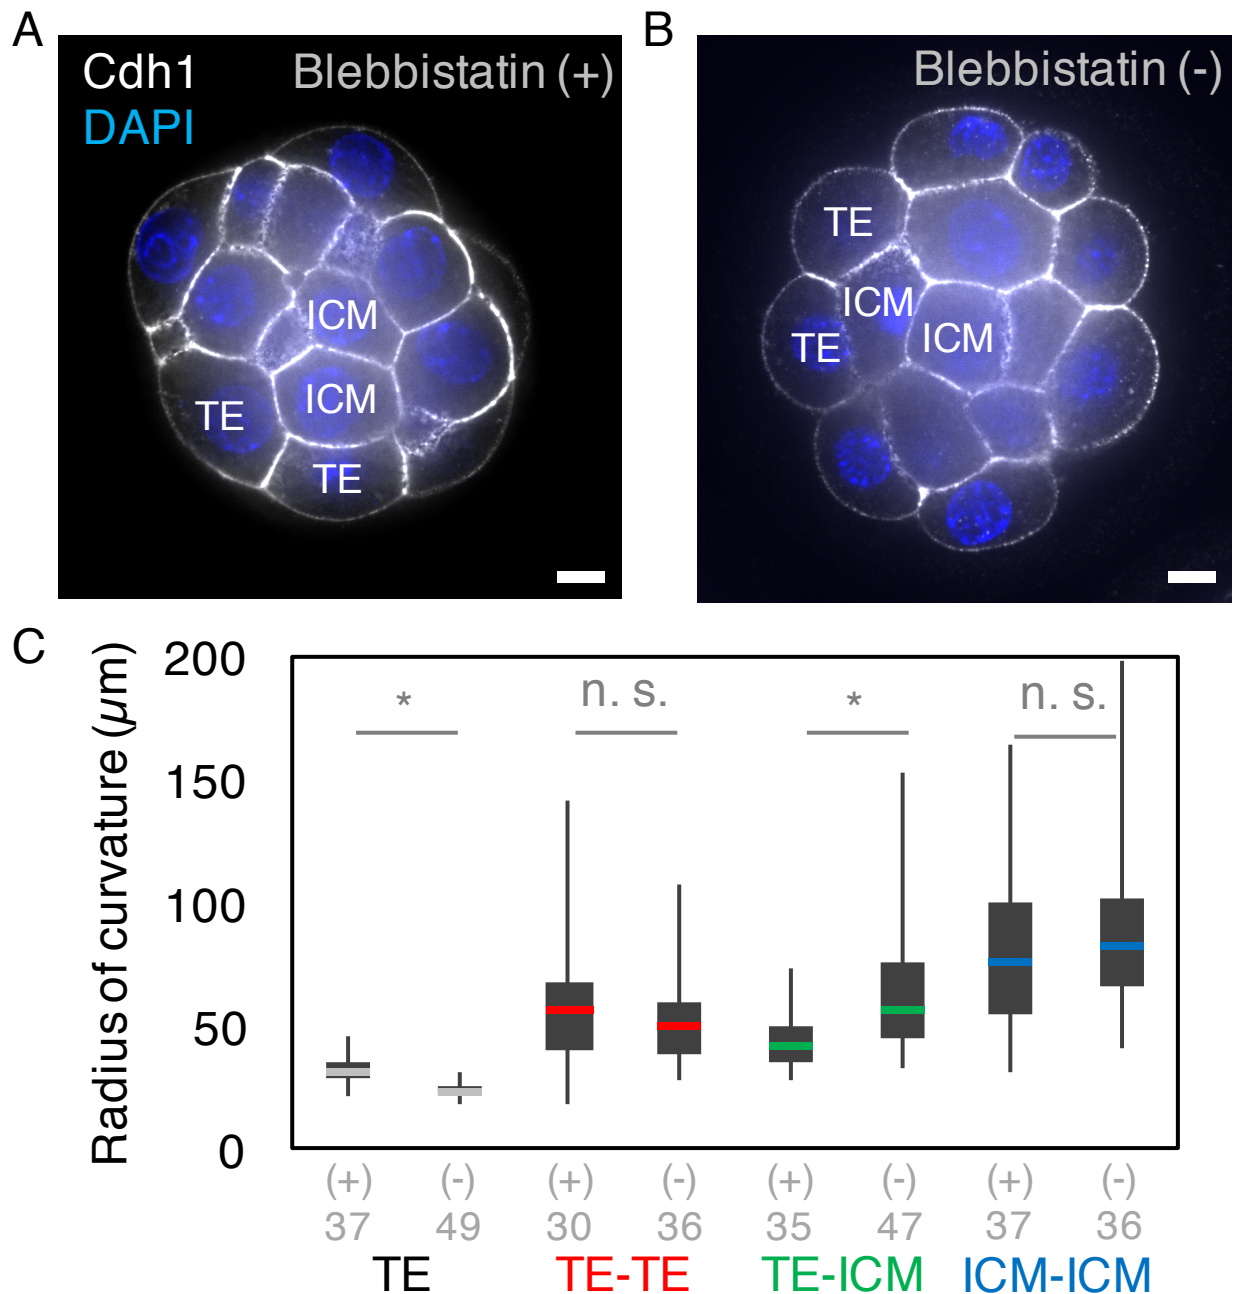 A
B
Cdh1
Blebbistatin (+)
DAPI
ICM
ICM
TE
TE
Blebbistatin (-)
TE
ICM
TE
ICM
C
Radius of curvature (μm)
200
150
100
50
0
*
n. s.
*
n. s.
(+) (-) (+) (-) (+) (-) (+) (-)
37 49 30 36 35 47 37 36
TE TE-TE TE-ICM ICM-ICM